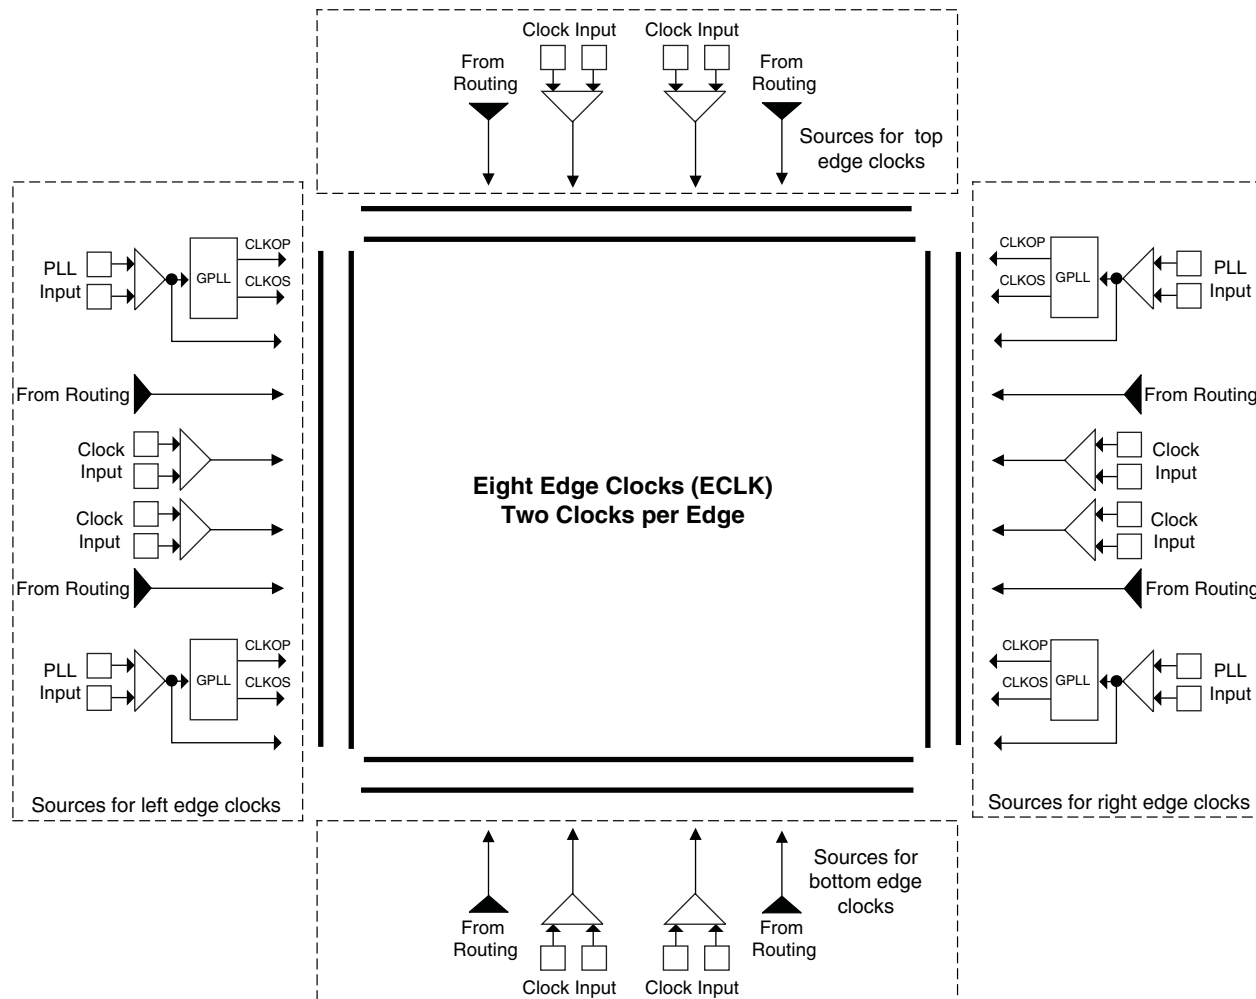 Clock Input
Clock Input
From
Routing
From
Routing
Sources for top
edge clocks
PLL
Input
GPLL
CLKOP
CLKOS
From Routing
Clock
Input
Clock
Input
From Routing
PLL
Input
GPLL
CLKOP
CLKOS
Sources for left edge clocks
Eight Edge Clocks (ECLK)
Two Clocks per Edge
CLKOP
CLKOS
GPLL
PLL
Input
From Routing
Clock
Input
Clock
Input
From Routing
CLKOP
CLKOS
GPLL
PLL
Input
Sources for right edge clocks
Sources for
bottom edge
clocks
From
Routing
From
Routing
Clock Input
Clock Input